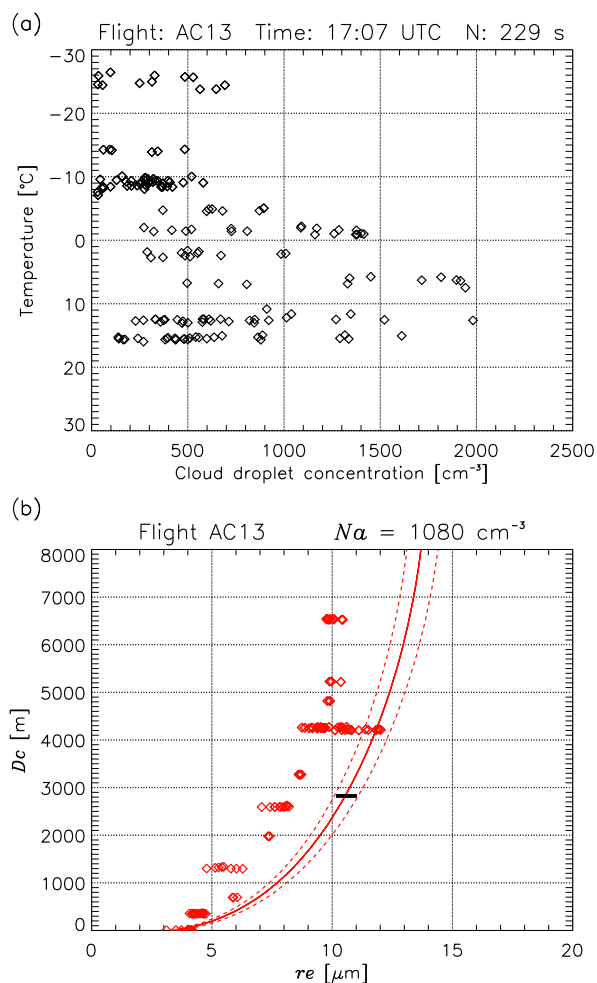 (a)
Flight: AC13 Time: 17:07 UTC N: 229 s
-30
-20
-10
0
10
20
30
Temperature [°C]
0 500 1000 1500 2000 2500
Cloud droplet concentration [cm⁻³]
(b)
Flight AC13 Na = 1080 cm⁻³
8000
7000
6000
5000
4000
3000
2000
1000
0
Dc [m]
0 5 10 15 20
re [μm]